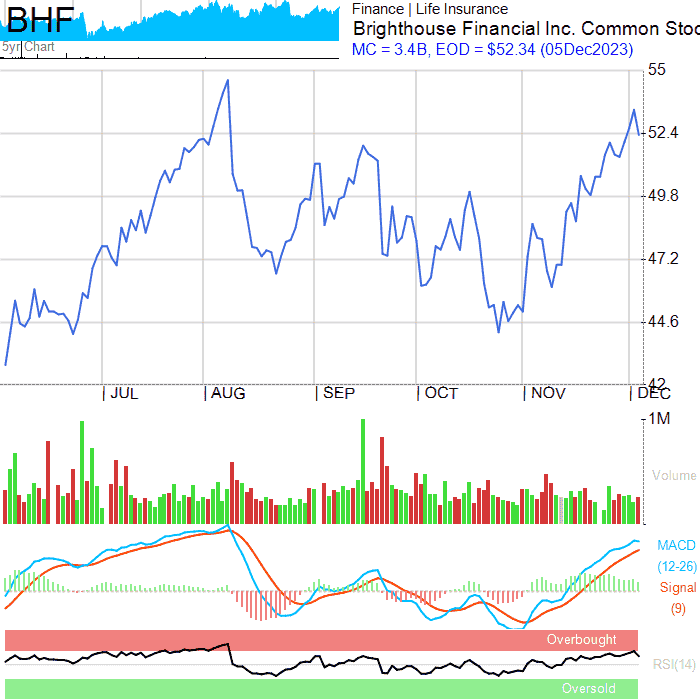 BHF
Finance | Life Insurance
Brighthouse Financial Inc. Common Stoc
5yr Chart
MC = 3.4B, EOD = $52.34 (05Dec2023)
55
52.4
49.8
47.2
44.6
42
JUL
AUG
SEP
OCT
NOV
DEC
1M
Volume
MACD
(12-26)
Signal
(9)
Overbought
RSI(14)
Oversold